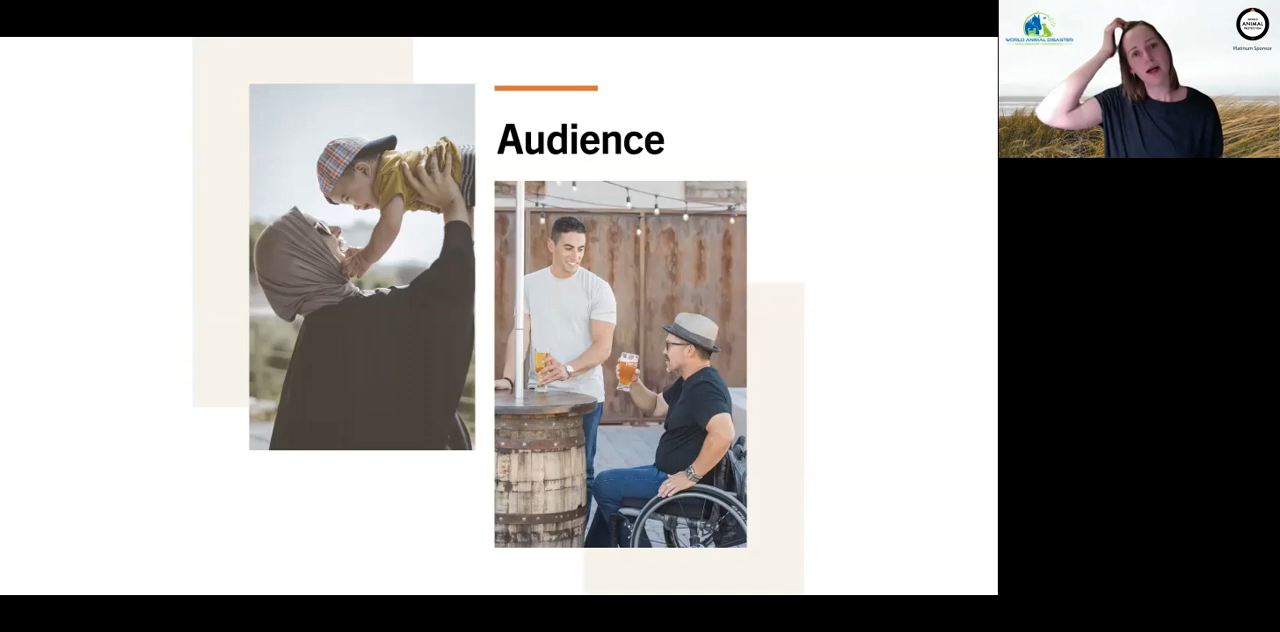 Audience
WORLD ANIMAL DISASTER
WORLD
ANIMAL
PROTECTION
Platinum Sponsor